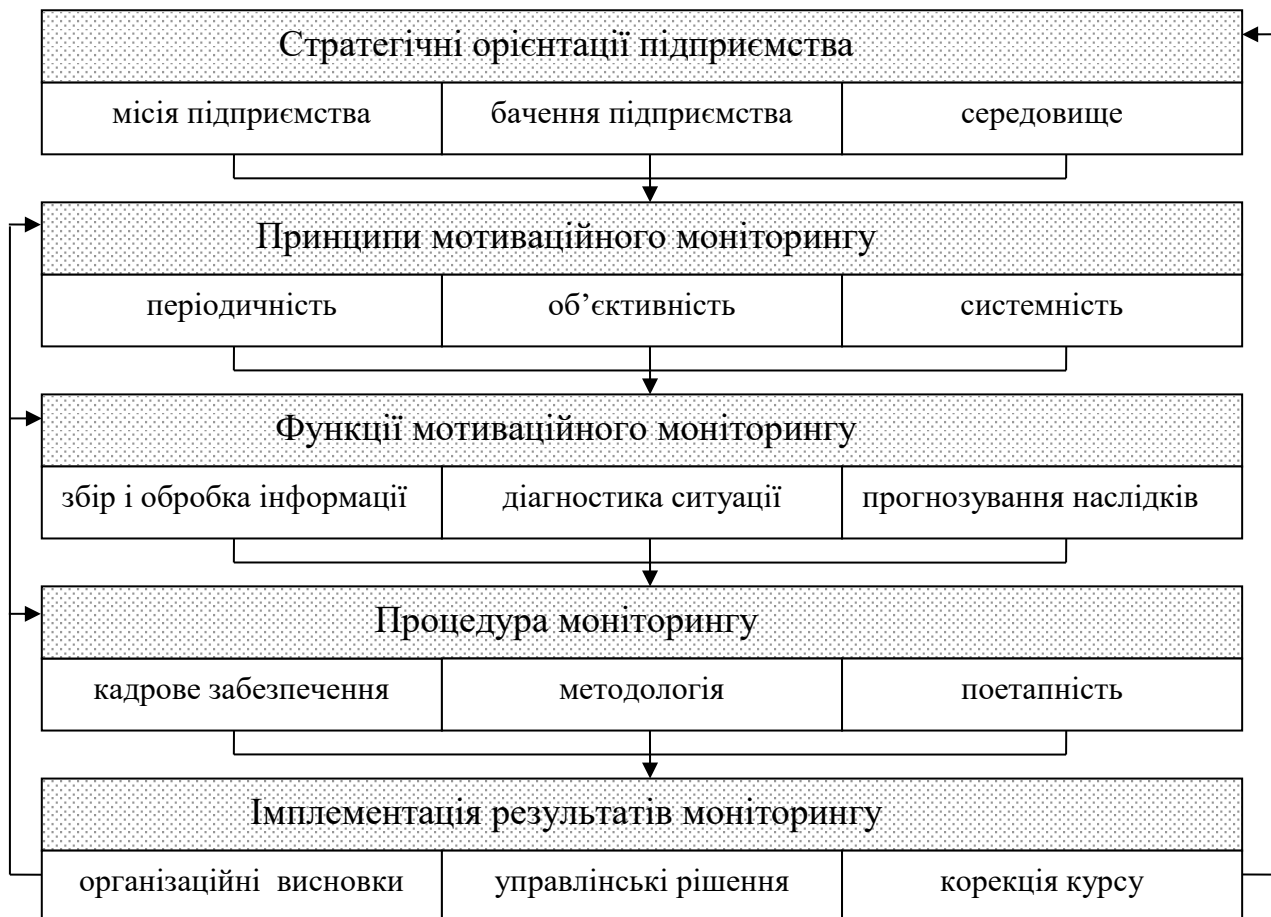 Стратегічні орієнтації підприємства
місія підприємства
бачення підприємства
середовище
Принципи мотиваційного моніторингу
періодичність
об’єктивність
системність
Функції мотиваційного моніторингу
збір і обробка інформації
діагностика ситуації
прогнозування наслідків
Процедура моніторингу
кадрове забезпечення
методологія
поетапність
Імплементація результатів моніторингу
організаційні висновки
управлінські рішення
корекція курсу